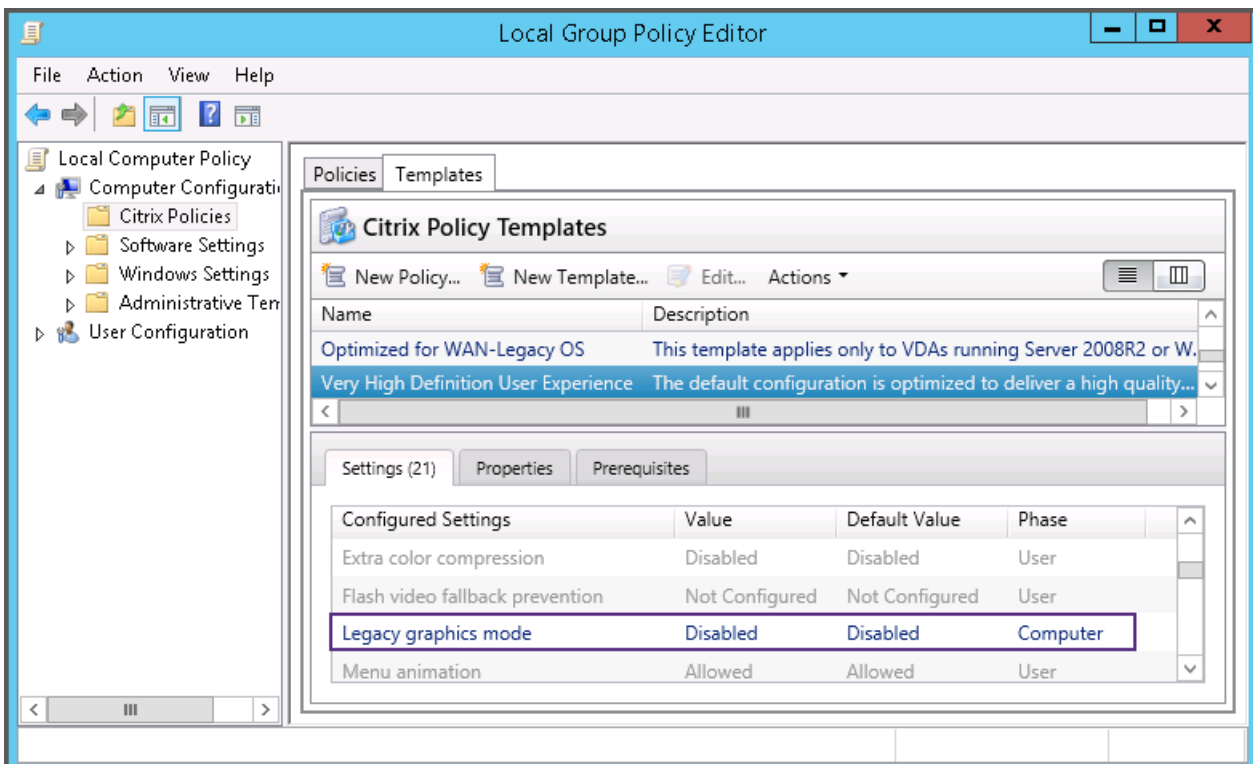 Local Group Policy Editor
File Action View Help
Local Computer Policy
Computer Configurati
Citrix Policies
Software Settings
Windows Settings
Administrative Tem
User Configuration
Policies Templates
Citrix Policy Templates
New Policy... New Template... Edit... Actions
Name Description
Optimized for WAN-Legacy OS This template applies only to VDAs running Server 2008R2 or W.
Very High Definition User Experience The default configuration is optimized to deliver a high quality...
Settings (21) Properties Prerequisites
Configured Settings Value Default Value Phase
Extra color compression Disabled Disabled User
Flash video fallback prevention Not Configured Not Configured User
Legacy graphics mode Disabled Disabled Computer
Menu animation Allowed Allowed User